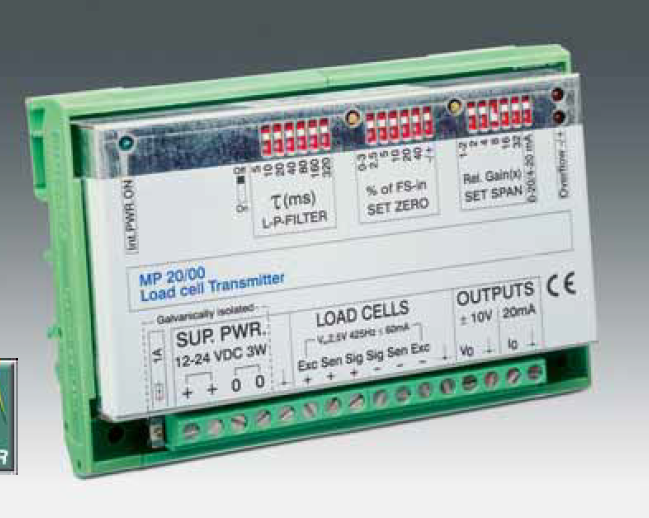 Int.PWR.ON
5 10 20 40 80 160 320
τ(ms)
L-P-FILTER
0-3 2,5 5 10 20 40 -/+
% of FS-in
SET ZERO
1-2 2 4 8 16 32 0-20/4-20 mA
Rel. Gain(x)
SET SPAN
Overflow -/+
MP 20/00
Load cell Transmitter
Galvanically isolated
1A
SUP. PWR.
12-24 VDC 3W
+ + 0 0
LOAD CELLS
2,5V 425Hz ≤ 60mA
Exc Sen Sig Sig Sen Exc
+ + + - - -
OUTPUTS
± 10V 20mA
Vo Io
CE
R